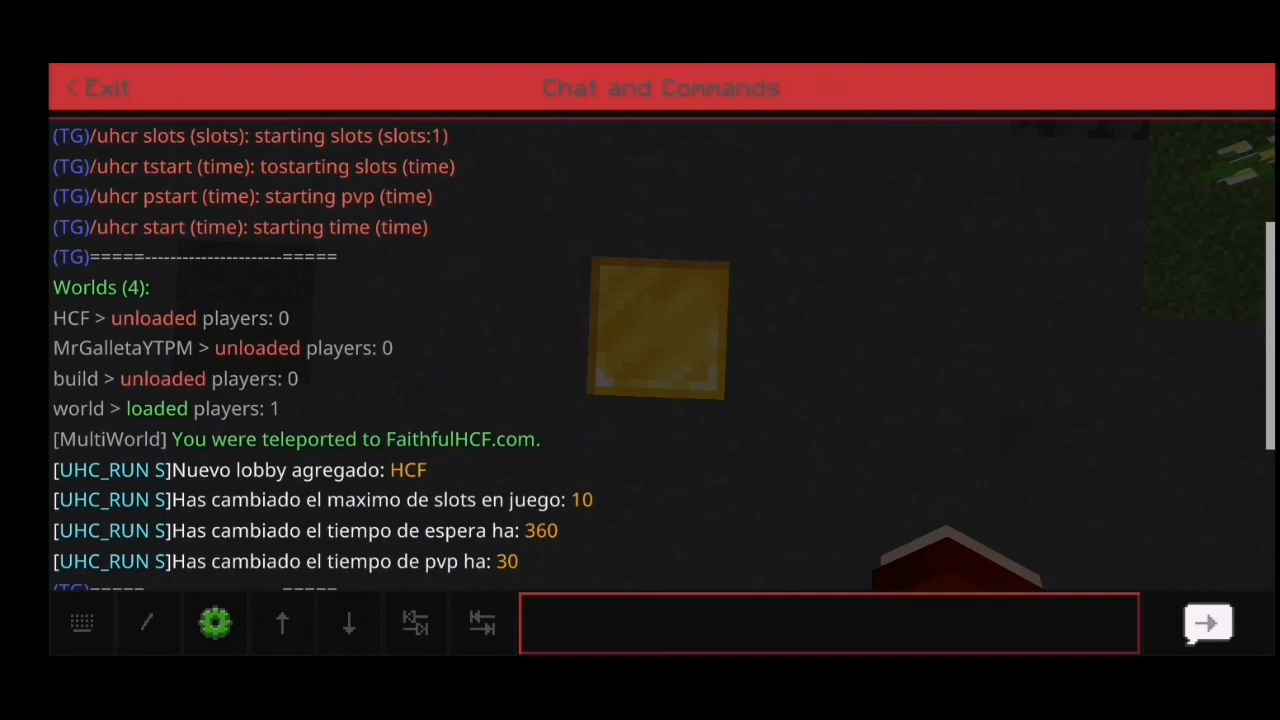 < Exit
Chat and Commands
(TG)/uhcr slots (slots): starting slots (slots:1)
(TG)/uhcr tstart (time): tostarting slots (time)
(TG)/uhcr pstart (time): starting pvp (time)
(TG)/uhcr start (time): starting time (time)
(TG)=====-----------------------=====
Worlds (4):
HCF > unloaded players: 0
MrGalletaYTPM > unloaded players: 0
build > unloaded players: 0
world > loaded players: 1
[MultiWorld] You were teleported to FaithfulHCF.com.
[UHC_RUN S]Nuevo lobby agregado: HCF
[UHC_RUN S]Has cambiado el maximo de slots en juego: 10
[UHC_RUN S]Has cambiado el tiempo de espera ha: 360
[UHC_RUN S]Has cambiado el tiempo de pvp ha: 30